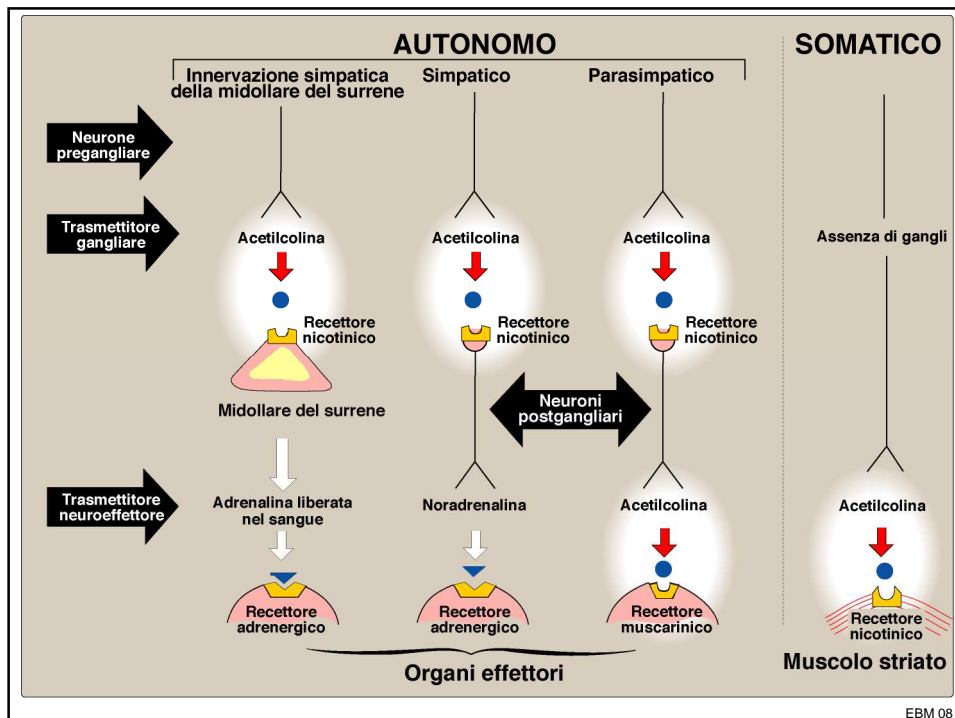 AUTONOMO
SOMATICO
Innervazione simpatica
della midollare del surrene
Simpatico
Parasimpatico
Neurone
pregangliare
Trasmettitore
gangliare
Acetilcolina
Acetilcolina
Acetilcolina
Assenza di gangli
Recettore
nicotinico
Recettore
nicotinico
Recettore
nicotinico
Midollare del surrene
Neuroni
postgangliari
Trasmettitore
neuroeffettore
Adrenalina liberata
nel sangue
Noradrenalina
Acetilcolina
Acetilcolina
Recettore
adrenergico
Recettore
adrenergico
Recettore
muscarinico
Recettore
nicotinico
Organi effettori
Muscolo striato
EBM 08